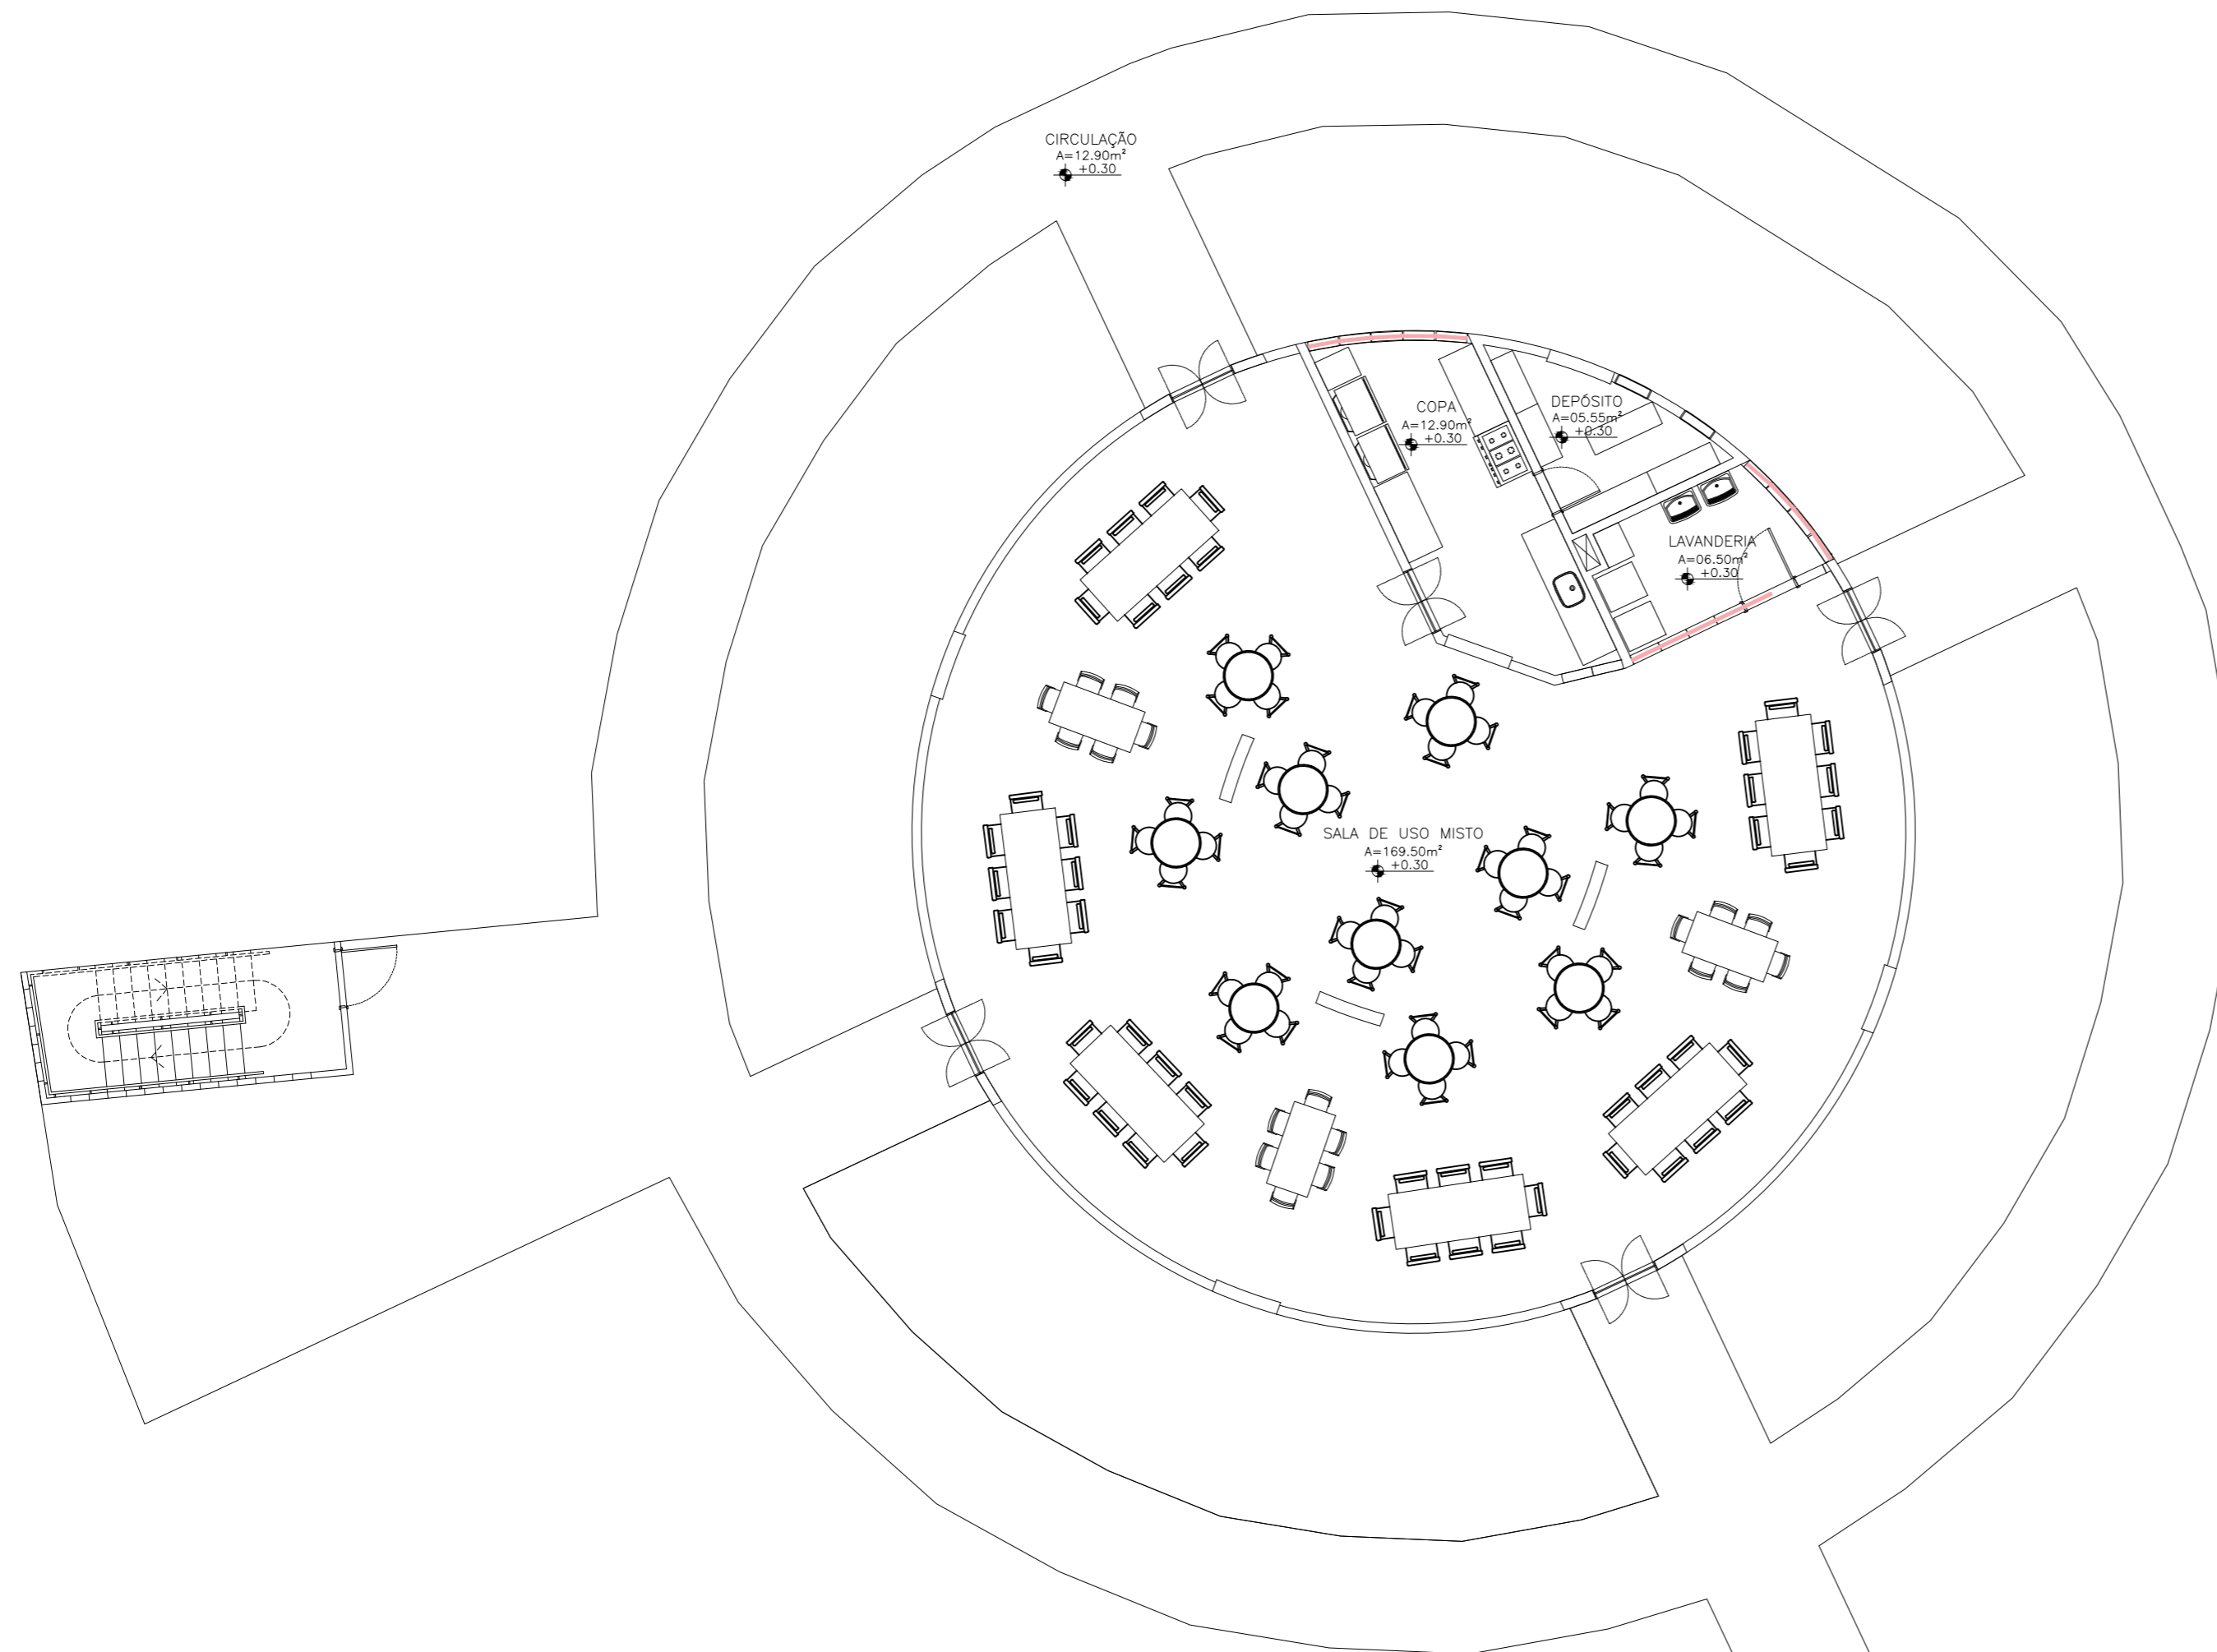 CIRCULAÇÃO
A=12.90m²
+0.30
COPA
A=12.90m²
+0.30
DEPÓSITO
A=05.55m²
+0.30
LAVANDERIA
A=06.50m²
+0.30
SALA DE USO MISTO
A=169.50m²
+0.30